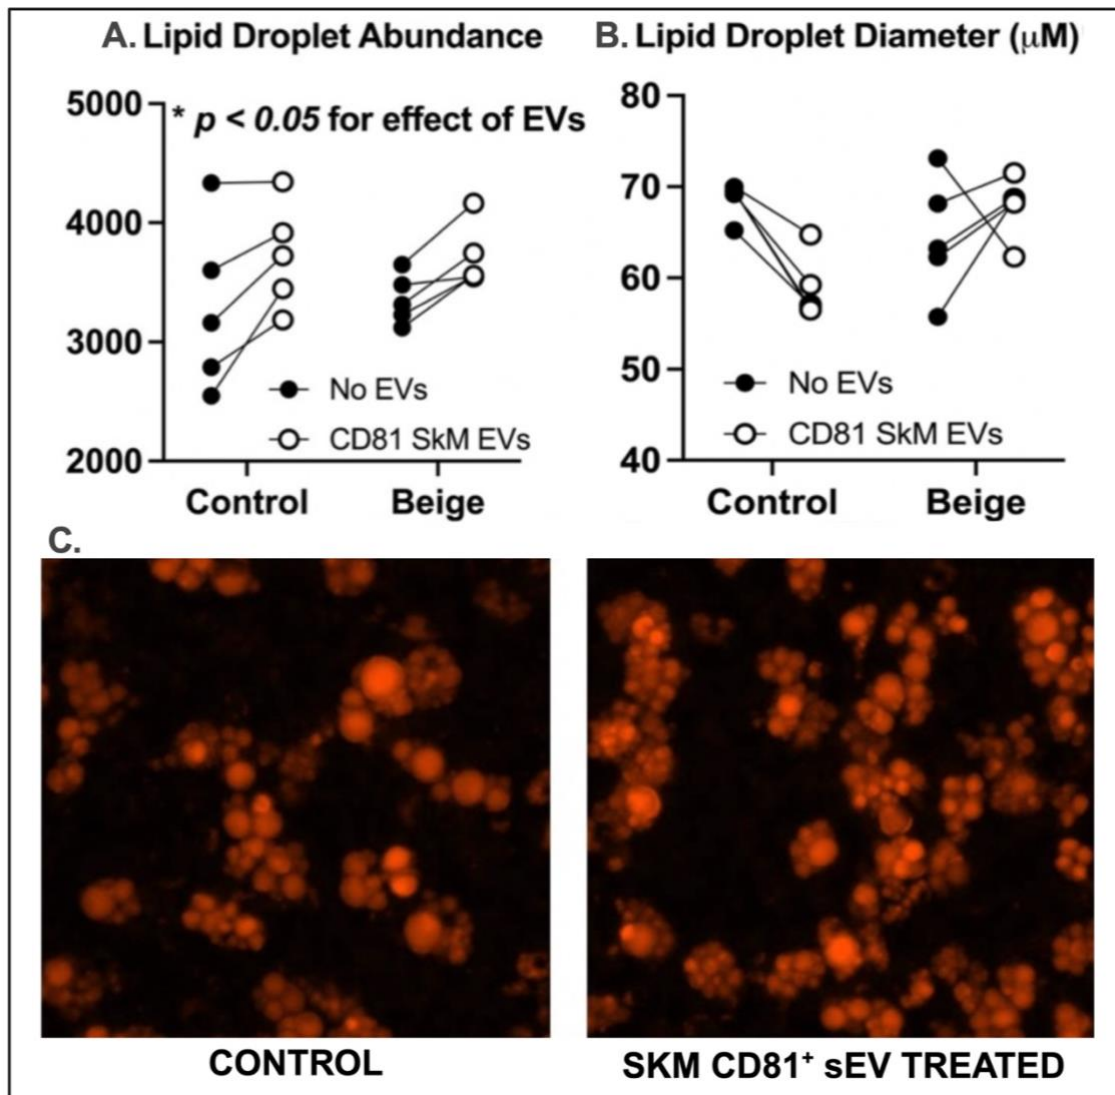 A. Lipid Droplet Abundance
B. Lipid Droplet Diameter (μM)
5000
* p < 0.05 for effect of EVs
4000
3000
2000
No EVs
CD81 SkM EVs
Control
Beige
80
70
60
50
40
No EVs
CD81 SkM EVs
Control
Beige
C.
CONTROL
SKM CD81⁺ sEV TREATED